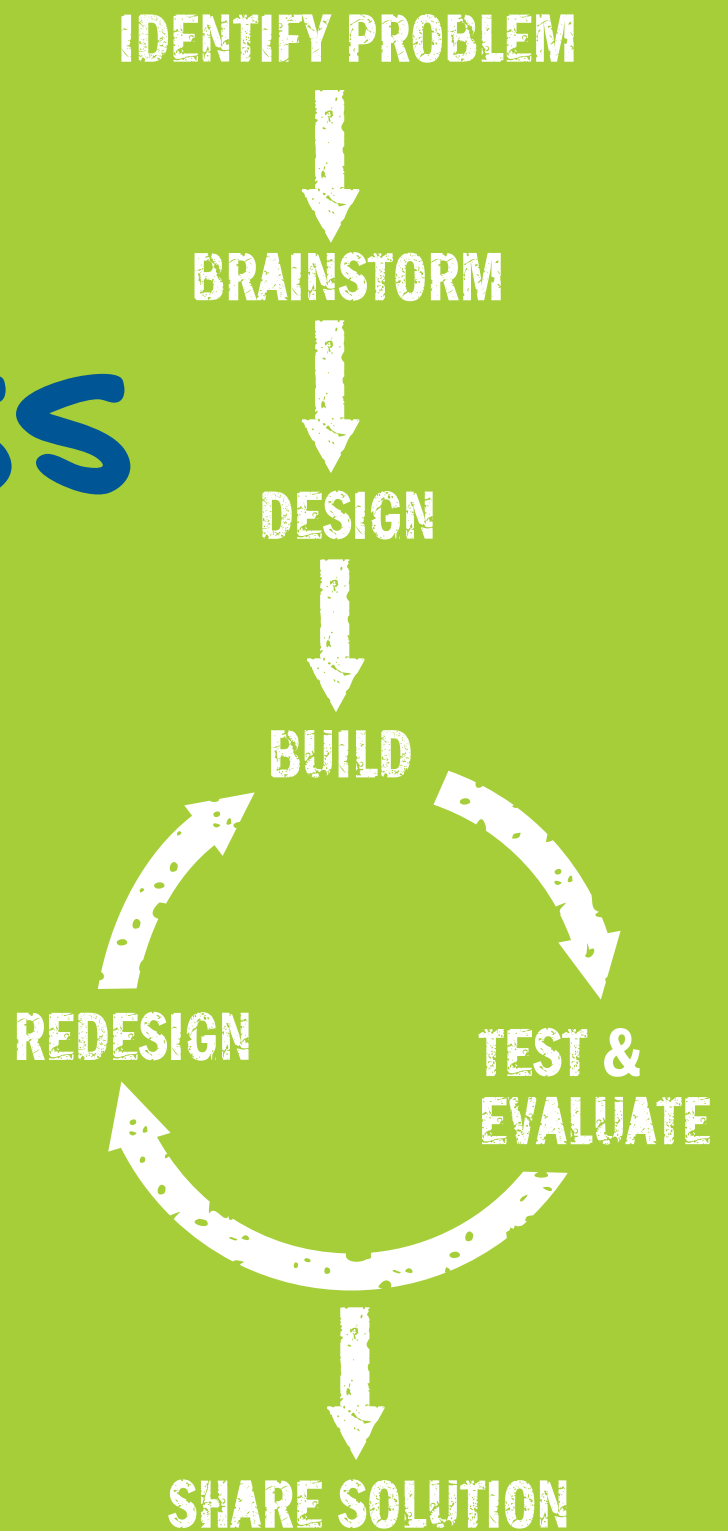 IDENTIFY PROBLEM
BRAINSTORM
DESIGN
BUILD
REDESIGN
TEST &
EVALUATE
SHARE SOLUTION